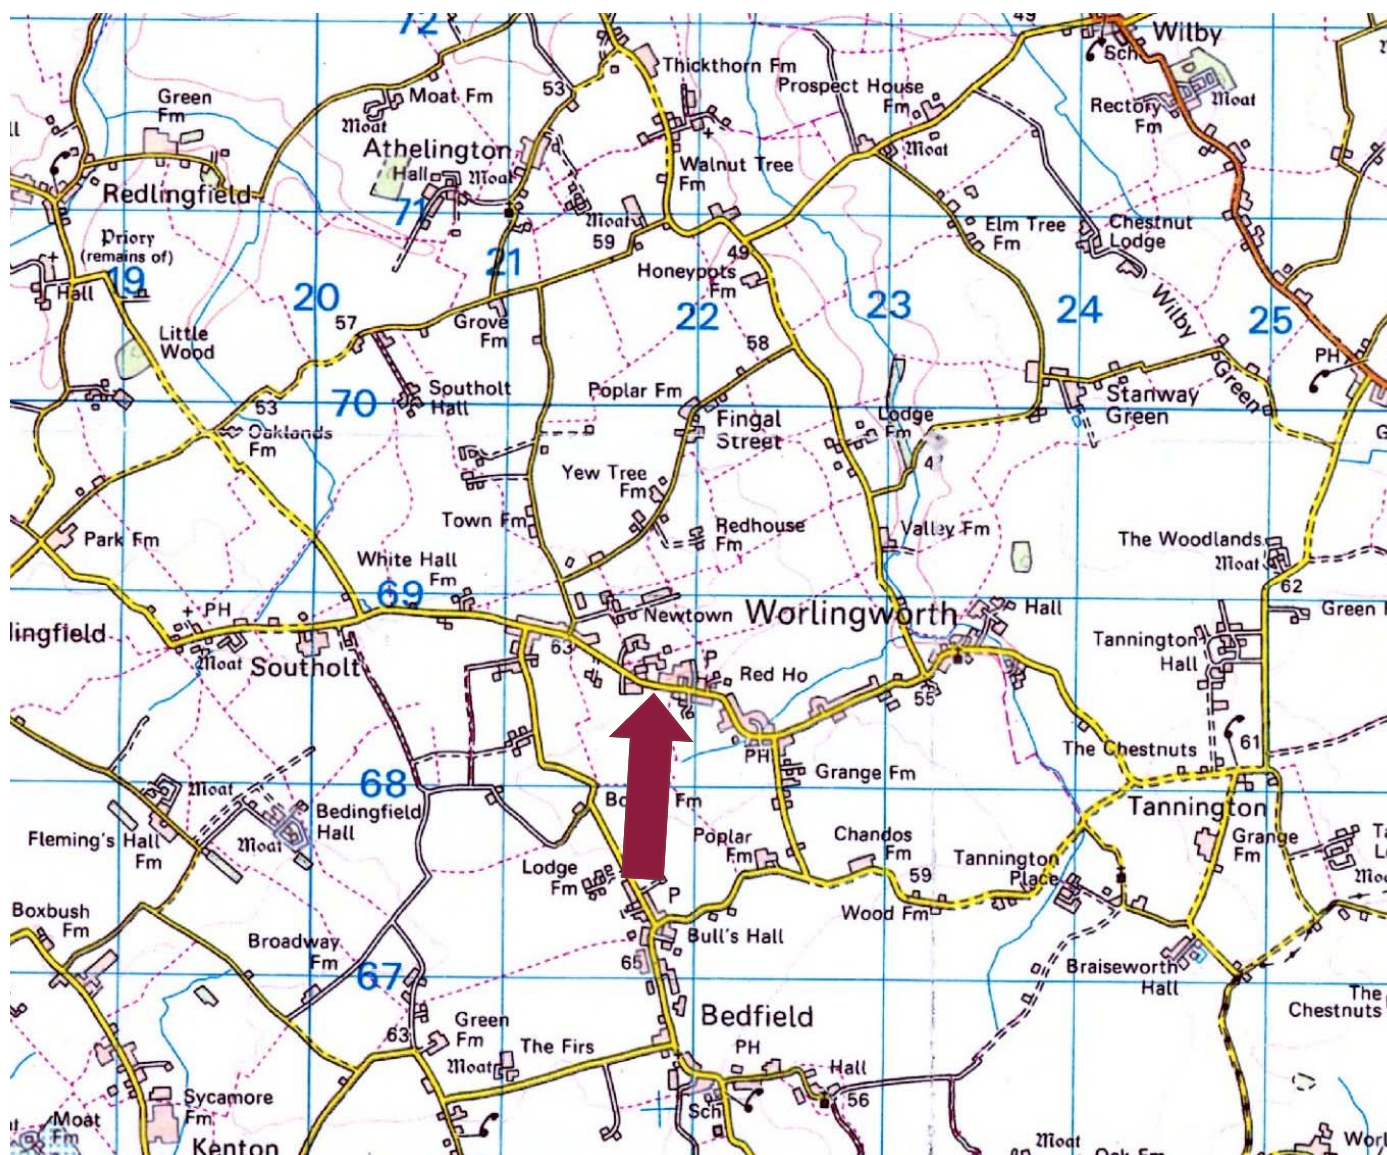 72
49
Wilby
Sch
Thickthorn Fm
Prospect House
Fm
Green
Fm
Moat Fm
53
Moat
Rectory
Fm
Moat
Athelington
Hall
Moat
Walnut Tree
Fm
Moat
Redlingfield
71
Moat
59
Elm Tree
Fm
Chestnut
Lodge
Priory
(remains of)
49
21
Hall
19
20
Honeypots
Fm
22
23
24
25
Wilby
Green
57
Grove
Fm
Little
Wood
58
PH
Southolt
Hall
Poplar Fm
Stanway
Green
53
70
Fingal
Street
Lodge
Fm
Oaklands
Fm
Yew Tree
Fm
Town Fm
Redhouse
Fm
Valley Fm
Park Fm
The Woodlands
Moat
White Hall
Fm
62
69
PH
Newtown
Worlingworth
Hall
Green
lingfield
Moat
Southolt
63
Tannington
Hall
P
Red Ho
55
PH
The Chestnuts
61
68
Grange Fm
Moat
Bedingfield
Hall
Fm
Tannington
Fleming's Hall
Fm
Moat
Poplar
Fm
Chandos
Fm
Grange
Fm
Lodge
Fm
Tannington
Place
59
P
Boxbush
Fm
Wood Fm
Bull's Hall
Broadway
Fm
65
67
Braiseworth
Hall
The
Chestnuts
Bedfield
63
Green
Fm
Moat
The Firs
PH
Hall
56
Sch
Sycamore
Fm
Moat
Fm
Kenton
Moat
Oak Fm